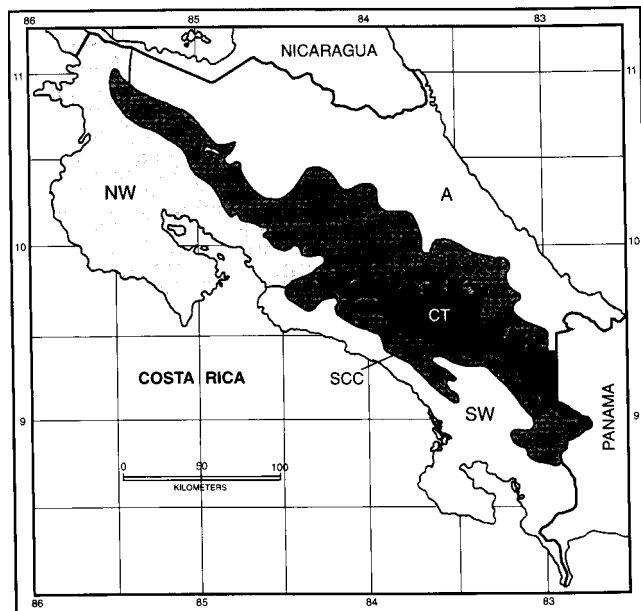 86 85 84 83
NICARAGUA
11 11
A
NW
10 10
CT
COSTA RICA
SCC
SW
PANAMA
9 9
0 50 100
KILOMETERS
86 85 84 83